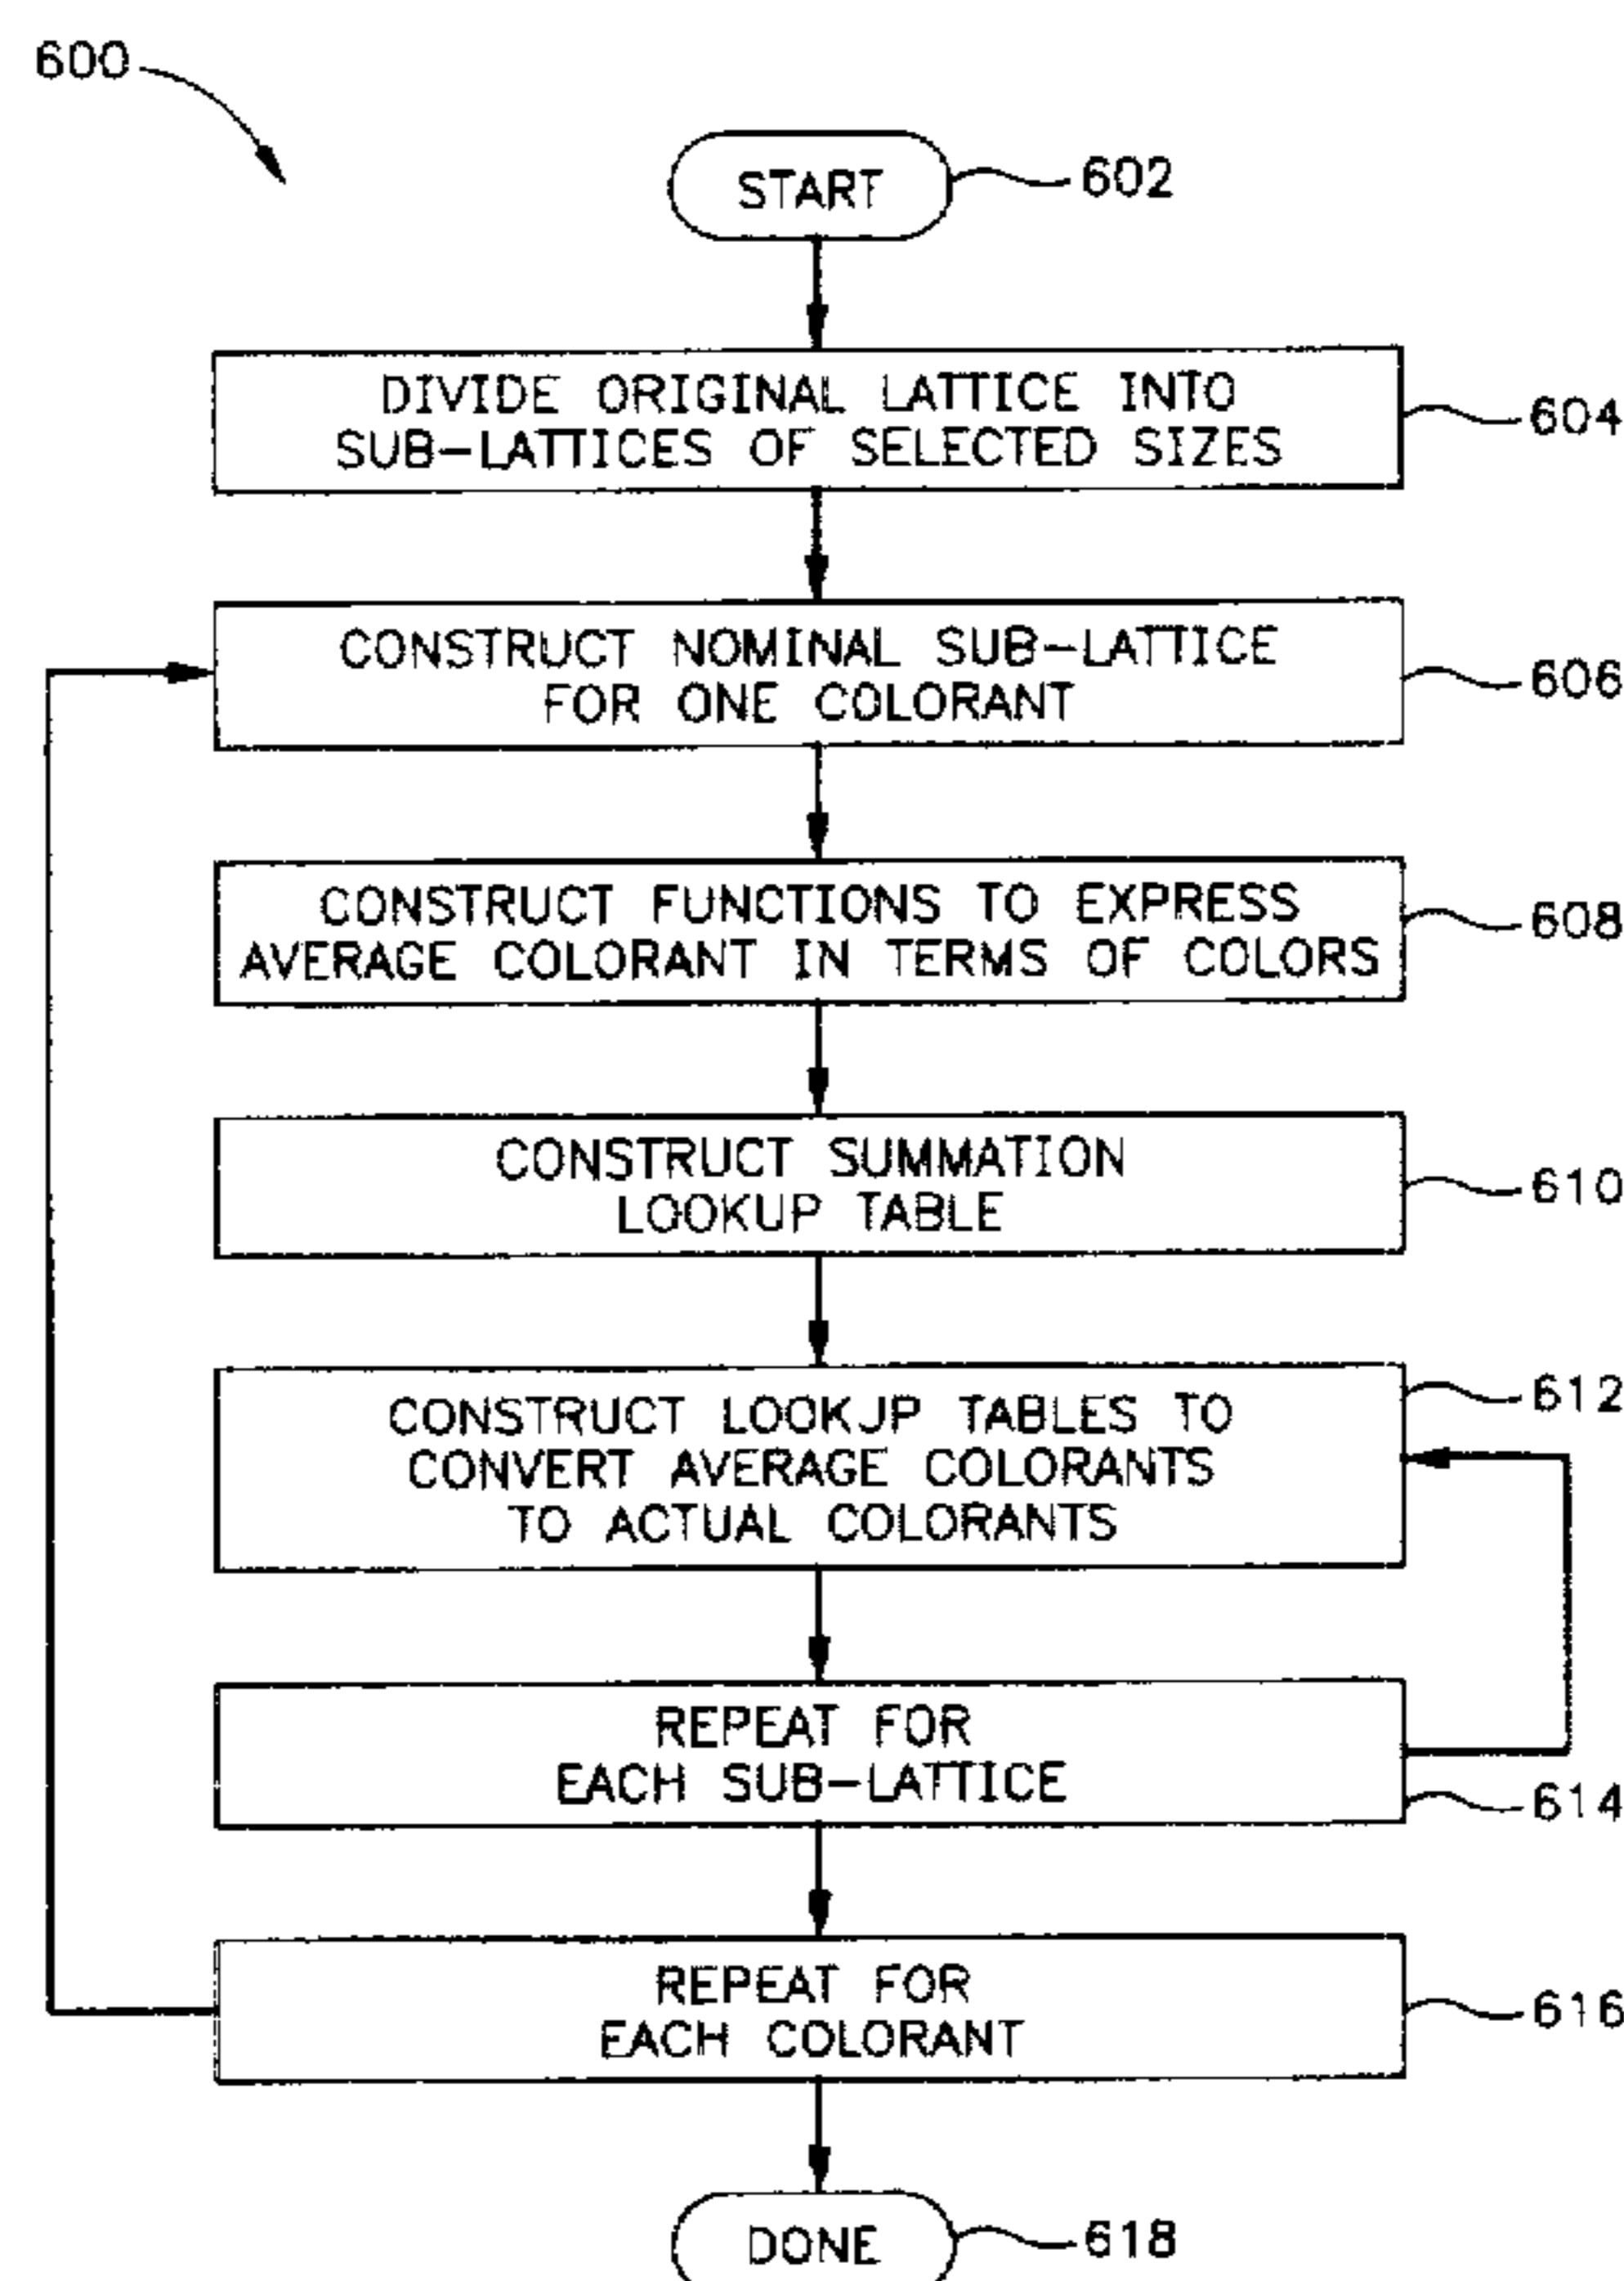 600
START
602
DIVIDE ORIGINAL LATTICE INTO
SUB-LATTICES OF SELECTED SIZES
604
CONSTRUCT NOMINAL SUB-LATTICE
FOR ONE COLORANT
606
CONSTRUCT FUNCTIONS TO EXPRESS
AVERAGE COLORANT IN TERMS OF COLORS
608
CONSTRUCT SUMMATION
LOOKUP TABLE
610
CONSTRUCT LOOKJP TABLES TO
CONVERT AVERAGE COLORANTS
TO ACTUAL COLORANTS
612
REPEAT FOR
EACH SUB-LATTICE
614
REPEAT FOR
EACH COLORANT
616
DONE
618